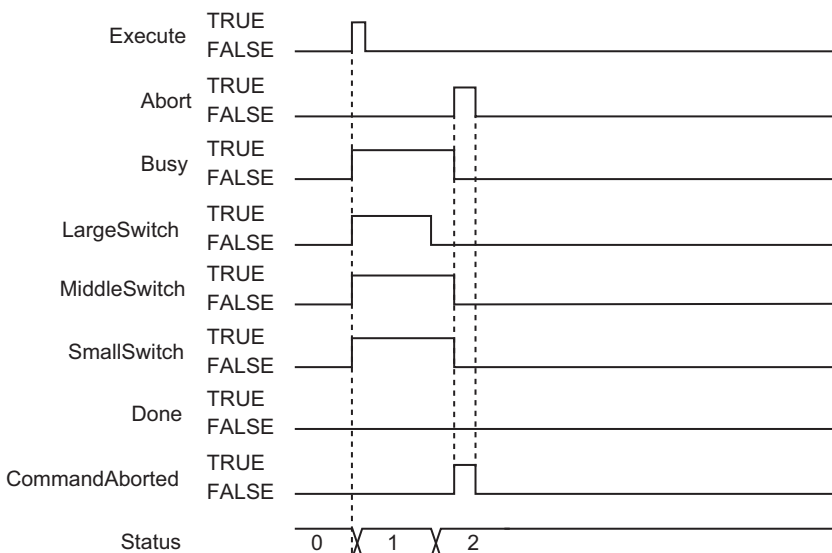 Execute TRUE
FALSE
Abort TRUE
FALSE
Busy TRUE
FALSE
LargeSwitch TRUE
FALSE
MiddleSwitch TRUE
FALSE
SmallSwitch TRUE
FALSE
Done TRUE
FALSE
CommandAborted TRUE
FALSE
Status 0 1 2